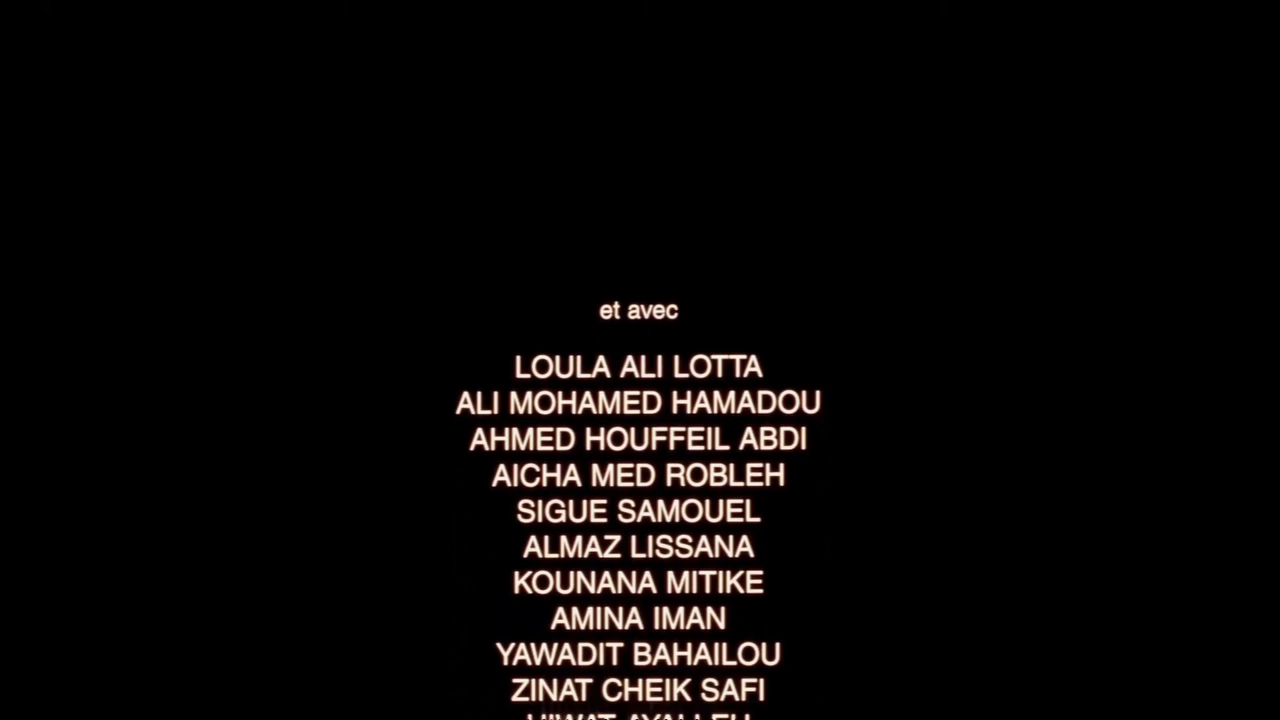 et avec
LOULA ALI LOTTA
ALI MOHAMED HAMADOU
AHMED HOUFFEIL ABDI
AICHA MED ROBLEH
SIGUE SAMOUEL
ALMAZ LISSANA
KOUNANA MITIKE
AMINA IMAN
YAWADIT BAHAILOU
ZINAT CHEIK SAFI